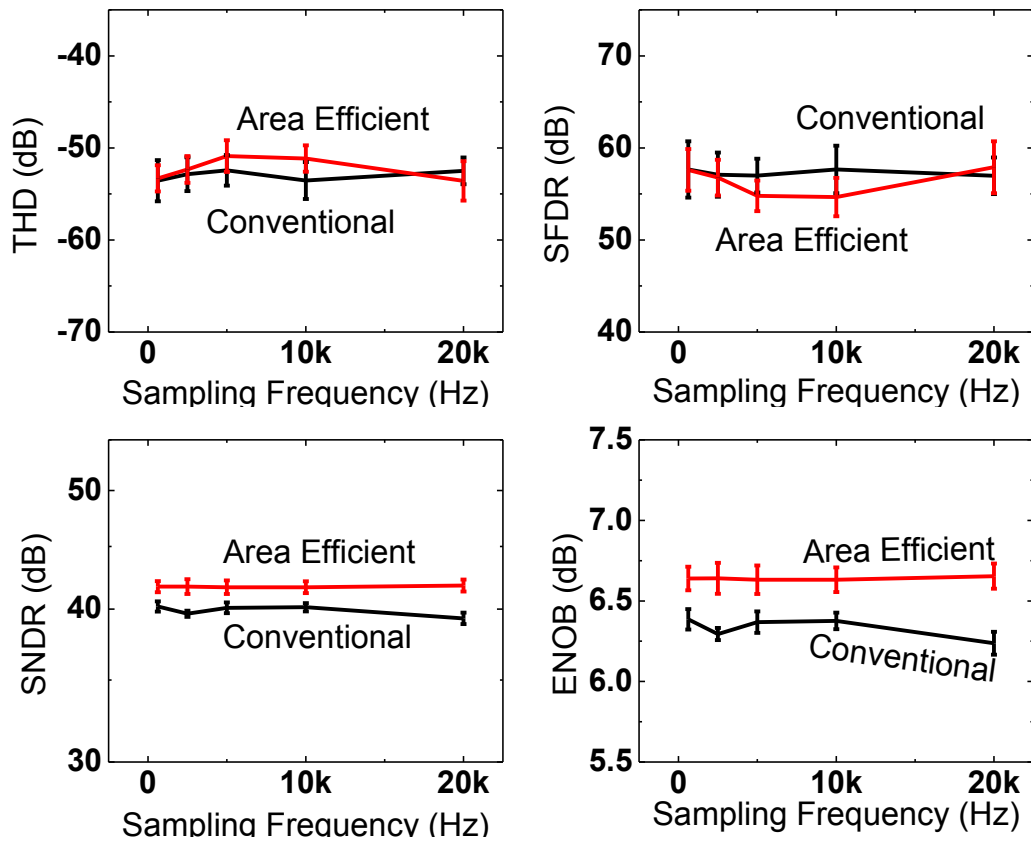 -40
-50
-60
-70
THD (dB)
Area Efficient
Conventional
0 10k 20k
Sampling Frequency (Hz)
70
60
50
40
SFDR (dB)
Conventional
Area Efficient
0 10k 20k
Sampling Frequency (Hz)
50
40
30
SNDR (dB)
Area Efficient
Conventional
0 10k 20k
Sampling Frequency (Hz)
7.5
7.0
6.5
6.0
5.5
ENOB (dB)
Area Efficient
Conventional
0 10k 20k
Sampling Frequency (Hz)